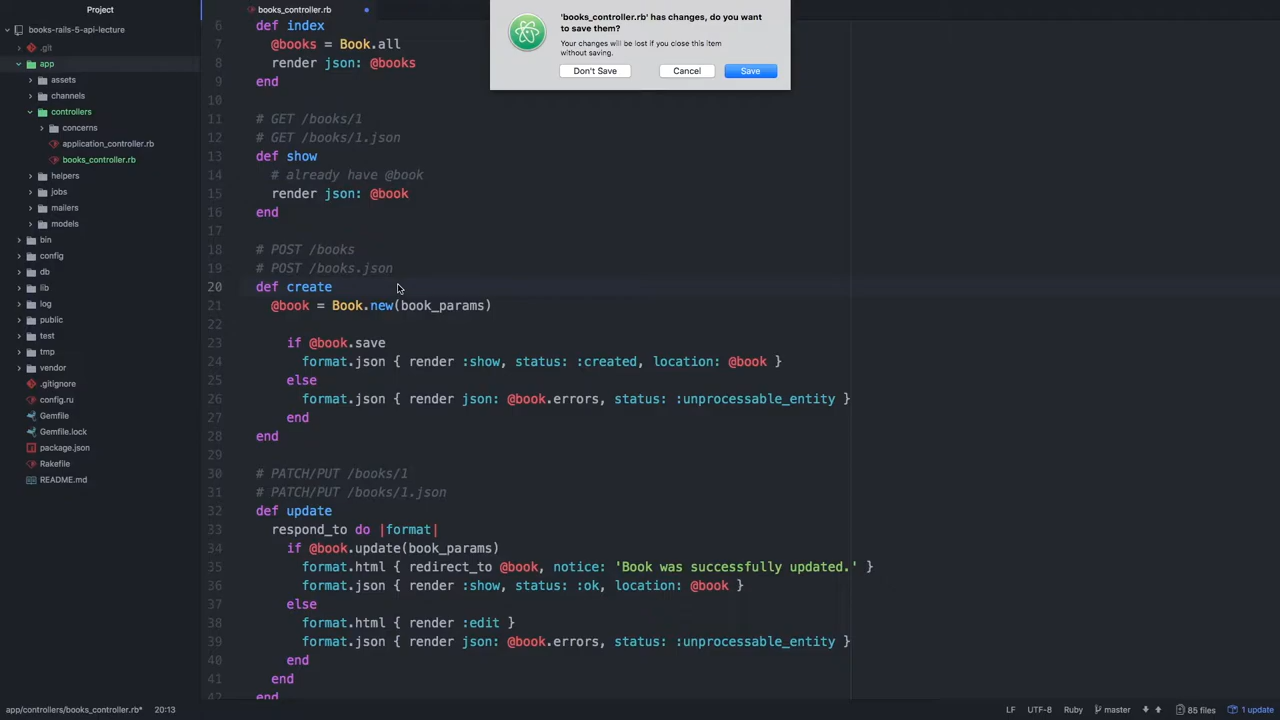 Project
books-rails-5-api-lecture
.git
app
assets
channels
controllers
concerns
application_controller.rb
books_controller.rb
helpers
jobs
mailers
models
bin
config
db
lib
log
public
test
tmp
vendor
.gitignore
config.ru
Gemfile
Gemfile.lock
package.json
Rakefile
README.md
books_controller.rb
'books_controller.rb' has changes, do you want
to save them?
Your changes will be lost if you close this item
without saving.
Don't Save
Cancel
Save
6 def index
7 @books = Book.all
8 render json: @books
9 end
10
11 # GET /books/1
12 # GET /books/1.json
13 def show
14 # already have @book
15 render json: @book
16 end
17
18 # POST /books
19 # POST /books.json
20 def create
21 @book = Book.new(book_params)
22
23 if @book.save
24 format.json { render :show, status: :created, location: @book }
25 else
26 format.json { render json: @book.errors, status: :unprocessable_entity }
27 end
28 end
29
30 # PATCH/PUT /books/1
31 # PATCH/PUT /books/1.json
32 def update
33 respond_to do |format|
34 if @book.update(book_params)
35 format.html { redirect_to @book, notice: 'Book was successfully updated.' }
36 format.json { render :show, status: :ok, location: @book }
37 else
38 format.html { render :edit }
39 format.json { render json: @book.errors, status: :unprocessable_entity }
40 end
41 end
42 end
app/controllers/books_controller.rb* 20:13
LF UTF-8 Ruby master 85 files 1 update